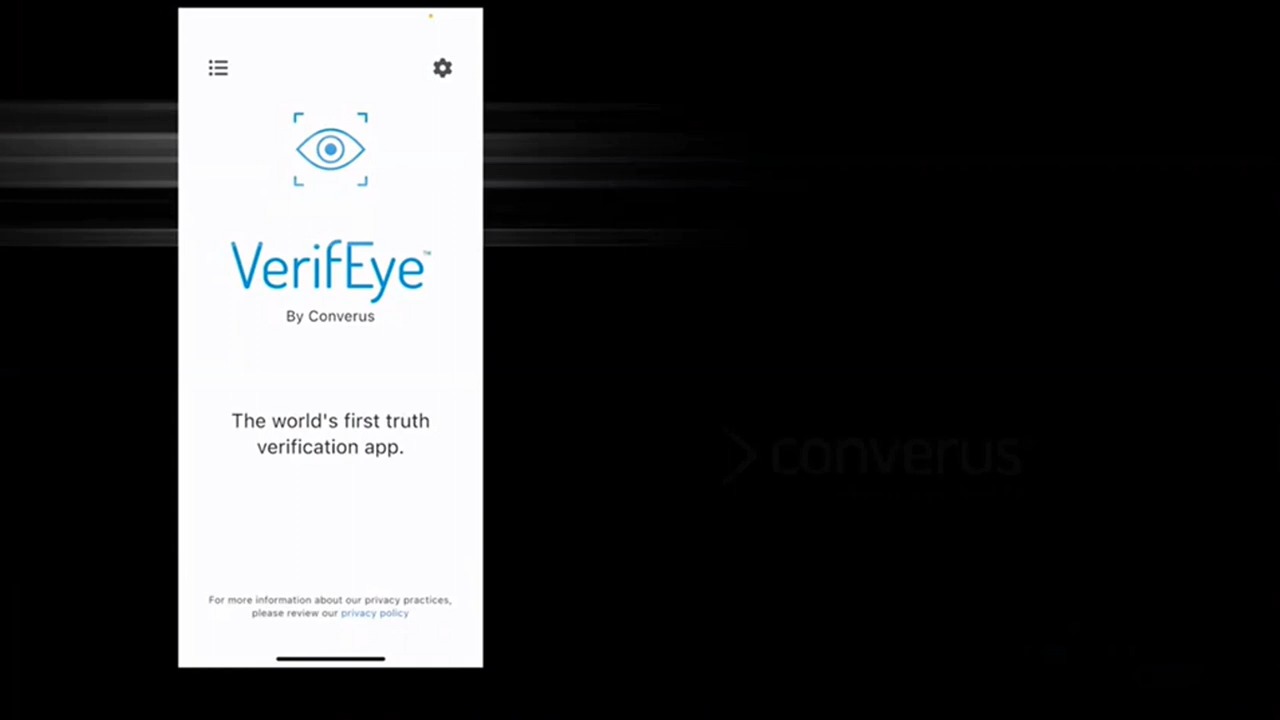 VerifEye™
By Converus
The world's first truth
verification app.
For more information about our privacy practices,
please review our privacy policy
converus